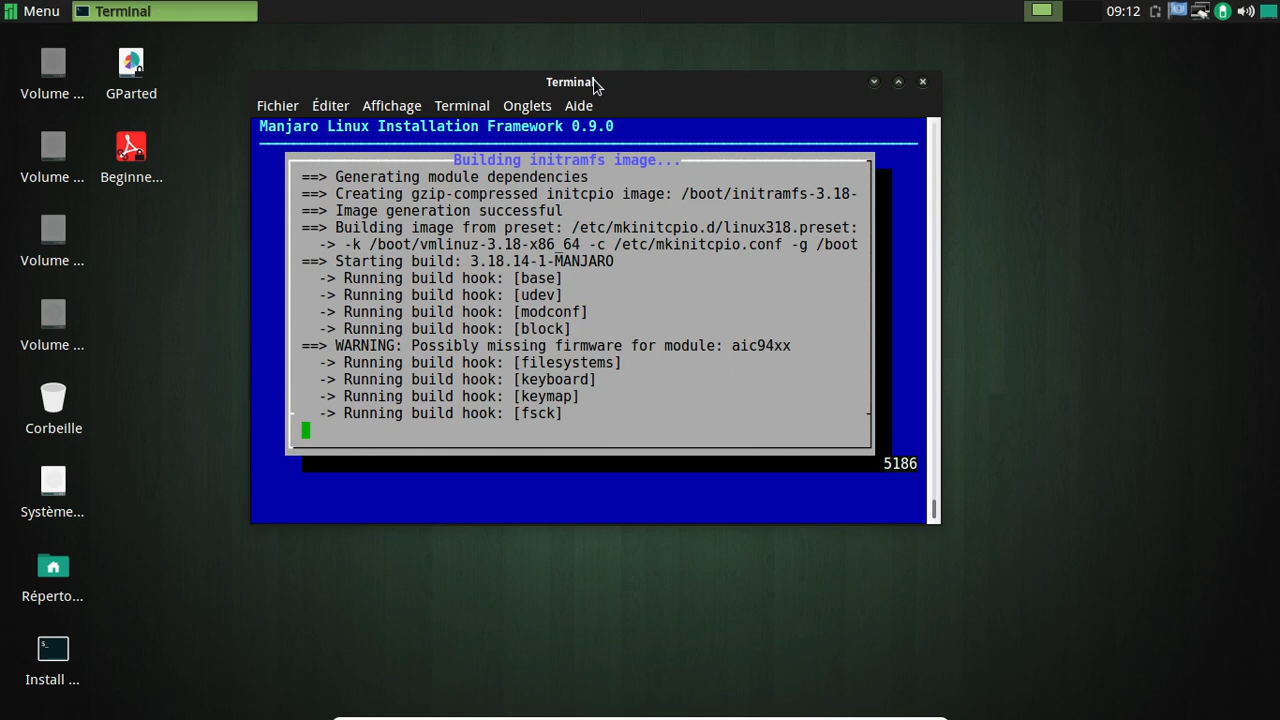 Menu
Terminal
09:12
Volume ...
GParted
Volume ...
Beginne...
Volume ...
Volume ...
Corbeille
Système...
Réperto...
Install ...
Terminal
Fichier Éditer Affichage Terminal Onglets Aide
Manjaro Linux Installation Framework 0.9.0
Building initramfs image...
==> Generating module dependencies
==> Creating gzip-compressed initcpio image: /boot/initramfs-3.18-
==> Image generation successful
==> Building image from preset: /etc/mkinitcpio.d/linux318.preset:
-> -k /boot/vmlinuz-3.18-x86_64 -c /etc/mkinitcpio.conf -g /boot
==> Starting build: 3.18.14-1-MANJARO
-> Running build hook: [base]
-> Running build hook: [udev]
-> Running build hook: [modconf]
-> Running build hook: [block]
==> WARNING: Possibly missing firmware for module: aic94xx
-> Running build hook: [filesystems]
-> Running build hook: [keyboard]
-> Running build hook: [keymap]
-> Running build hook: [fsck]
5186